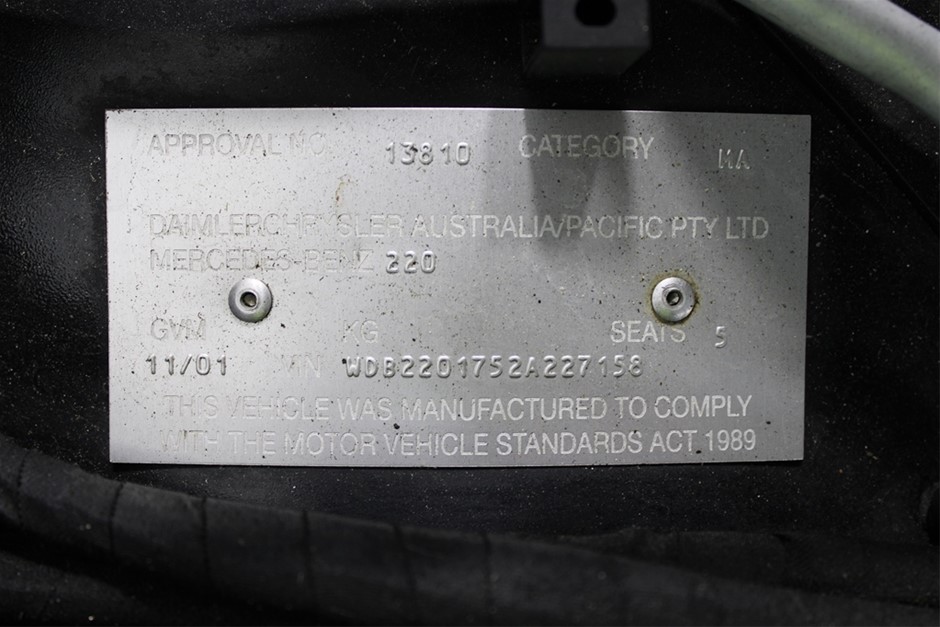 APPROVAL NO. 13810 CATEGORY MA
DAIMLERCHRYSLER AUSTRALIA/PACIFIC PTY LTD
MERCEDES-BENZ 220
GVM KG SEATS 5
11/01 VIN WDB2201752A227158
THIS VEHICLE WAS MANUFACTURED TO COMPLY
WITH THE MOTOR VEHICLE STANDARDS ACT 1989